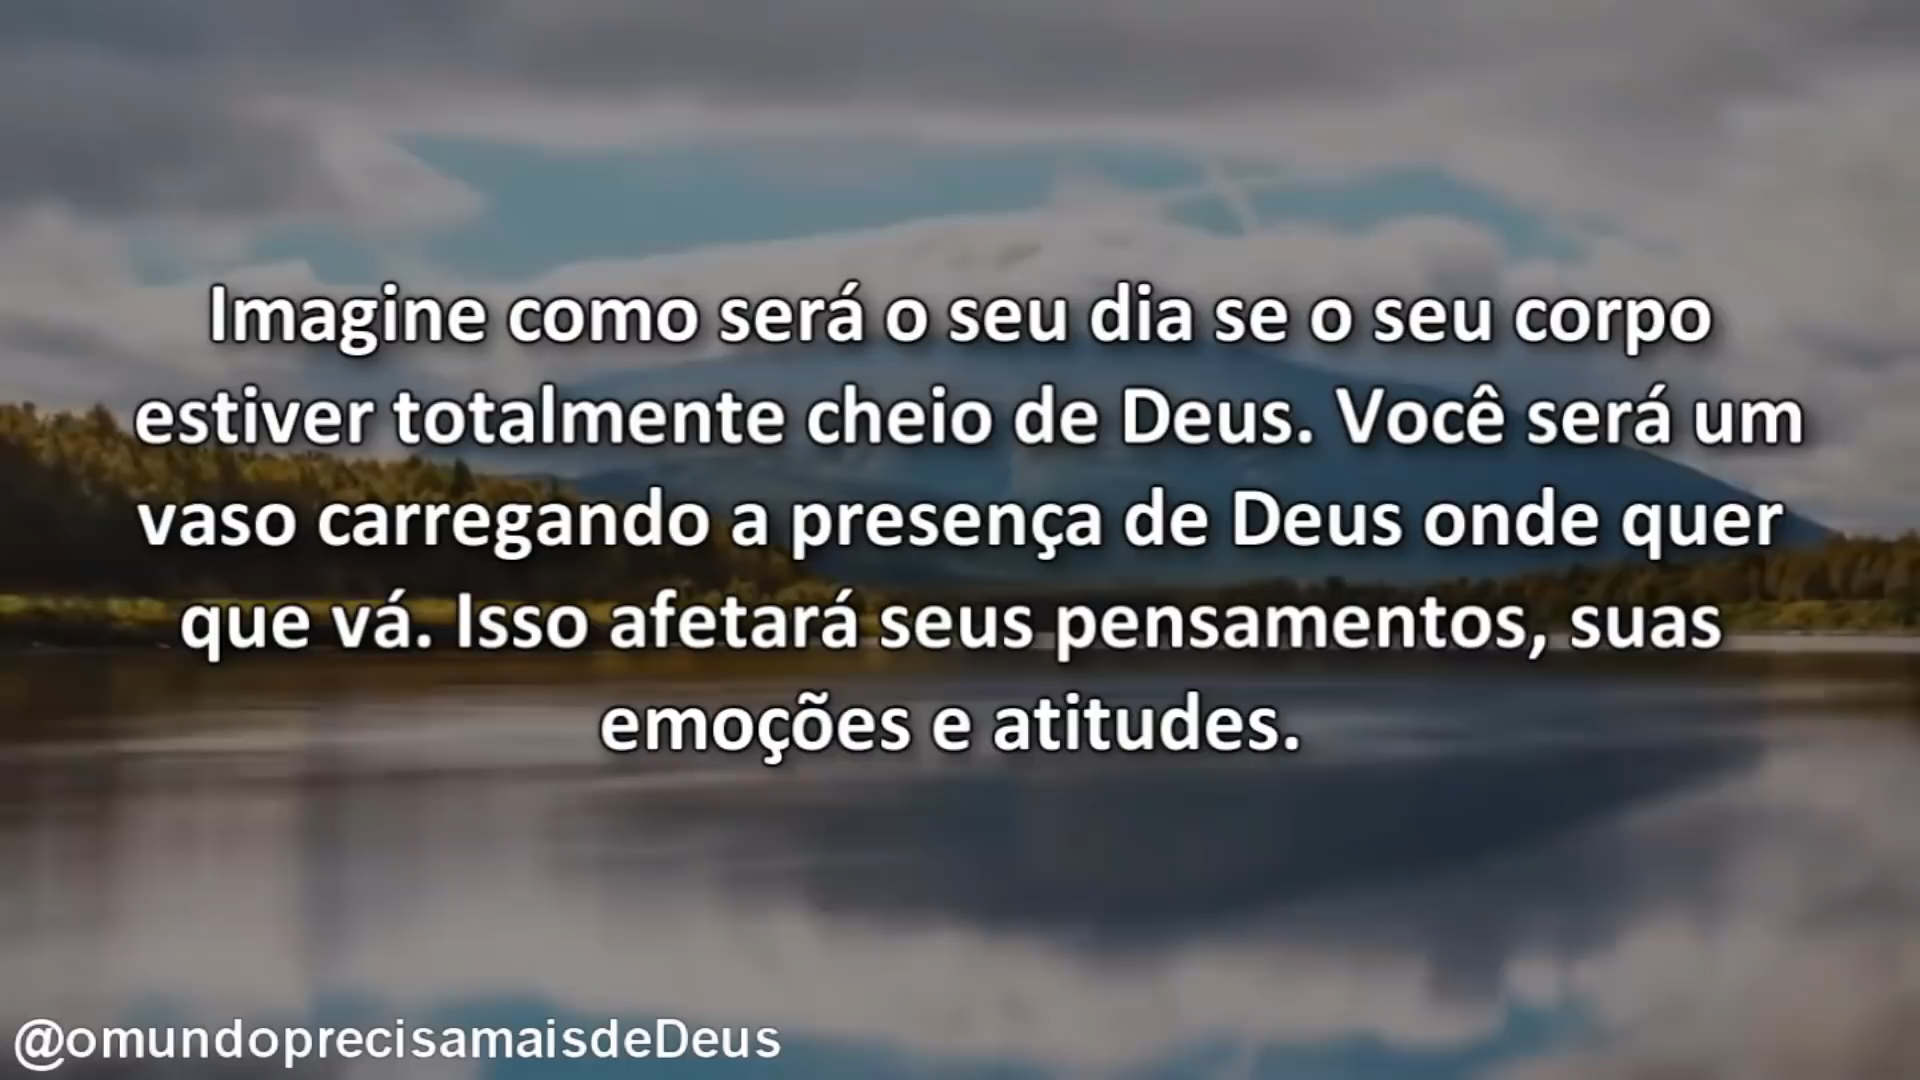 Imagine como será o seu dia se o seu corpo
estiver totalmente cheio de Deus. Você será um
vaso carregando a presença de Deus onde quer
que vá. Isso afetará seus pensamentos, suas
emoções e atitudes.
@omundoprecisamaisdeDeus